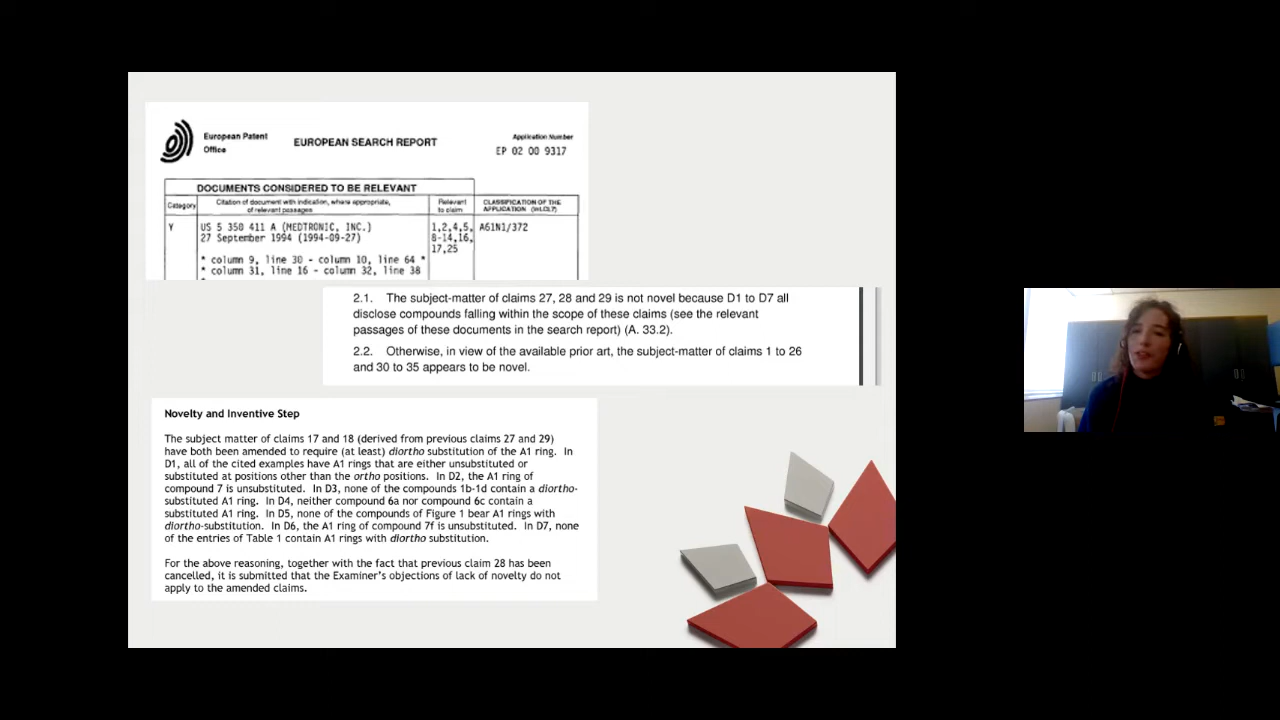 European Patent
Office
EUROPEAN SEARCH REPORT
Application Number
EP 02 00 9317
DOCUMENTS CONSIDERED TO BE RELEVANT
Category
Citation of document with indication, where appropriate,
of relevant passages
Relevant
to claim
CLASSIFICATION OF THE
APPLICATION (Int.Cl.7)
Y
US 5 350 411 A (MEDTRONIC, INC.)
27 September 1994 (1994-09-27)
* column 9, line 30 - column 10, line 64 *
* column 31, line 16 - column 32, line 38
1,2,4,5,
8-14,16,
17,25
A61N1/372
2.1. The subject-matter of claims 27, 28 and 29 is not novel because D1 to D7 all
disclose compounds falling within the scope of these claims (see the relevant
passages of these documents in the search report) (A. 33.2).
2.2. Otherwise, in view of the available prior art, the subject-matter of claims 1 to 26
and 30 to 35 appears to be novel.
Novelty and Inventive Step
The subject matter of claims 17 and 18 (derived from previous claims 27 and 29)
have both been amended to require (at least) diortho substitution of the A1 ring. In
D1, all of the cited examples have A1 rings that are either unsubstituted or
substituted at positions other than the ortho positions. In D2, the A1 ring of
compound 7 is unsubstituted. In D3, none of the compounds 1b-1d contain a diortho-
substituted A1 ring. In D4, neither compound 6a nor compound 6c contain a
substituted A1 ring. In D5, none of the compounds of Figure 1 bear A1 rings with
diortho-substitution. In D6, the A1 ring of compound 7f is unsubstituted. In D7, none
of the entries of Table 1 contain A1 rings with diortho substitution.
For the above reasoning, together with the fact that previous claim 28 has been
cancelled, it is submitted that the Examiner's objections of lack of novelty do not
apply to the amended claims.